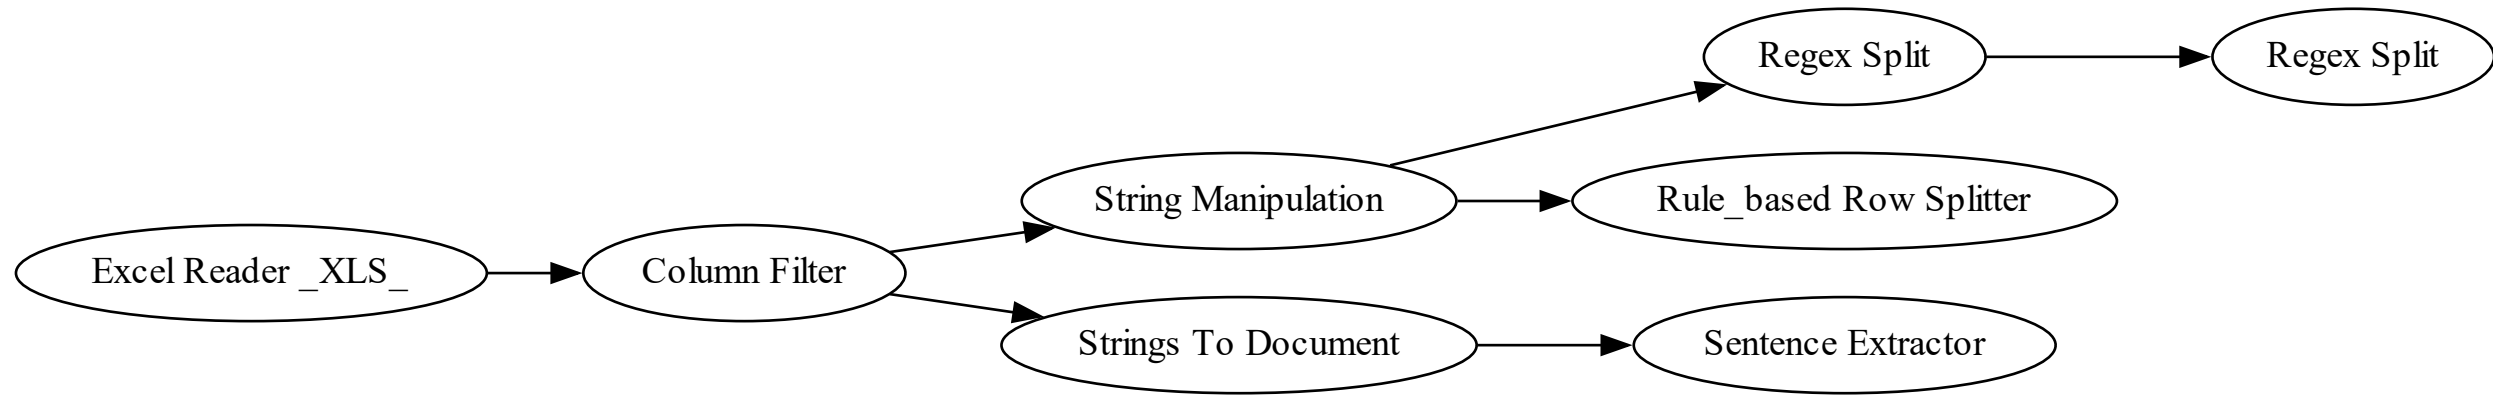 Regex Split
Regex Split
String Manipulation
Rule_based Row Splitter
Excel Reader _XLS_
Column Filter
Strings To Document
Sentence Extractor